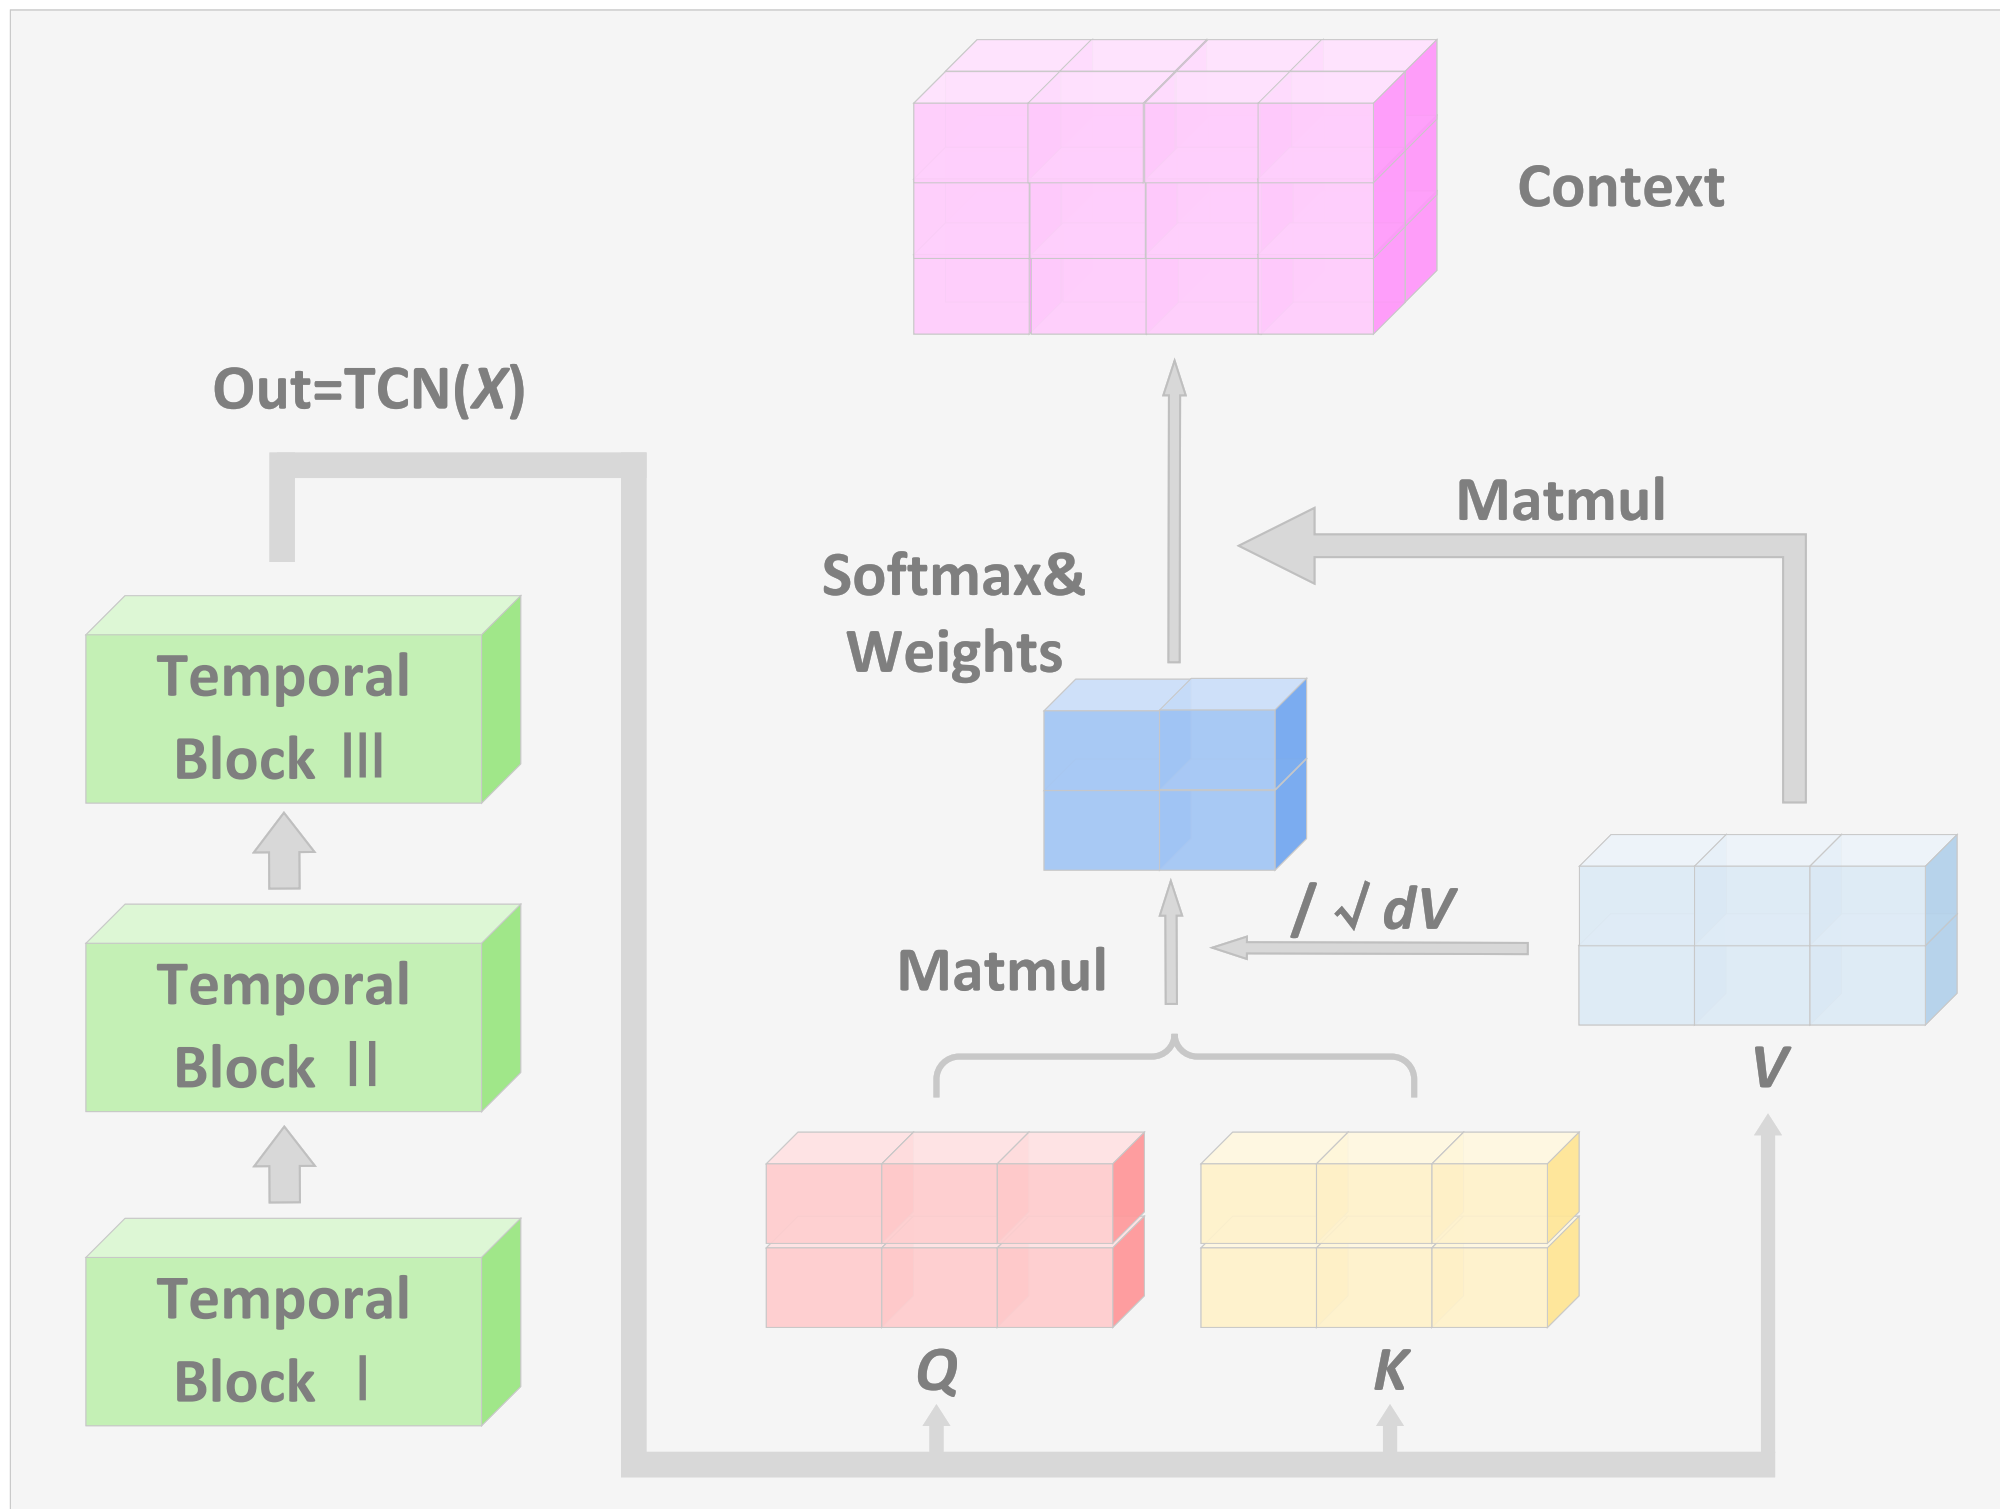 Context
Out=TCN(X)
Matmul
Softmax&
Weights
Temporal
Block III
/ √ dV
Matmul
Temporal
Block II
V
Temporal
Block I
Q
K